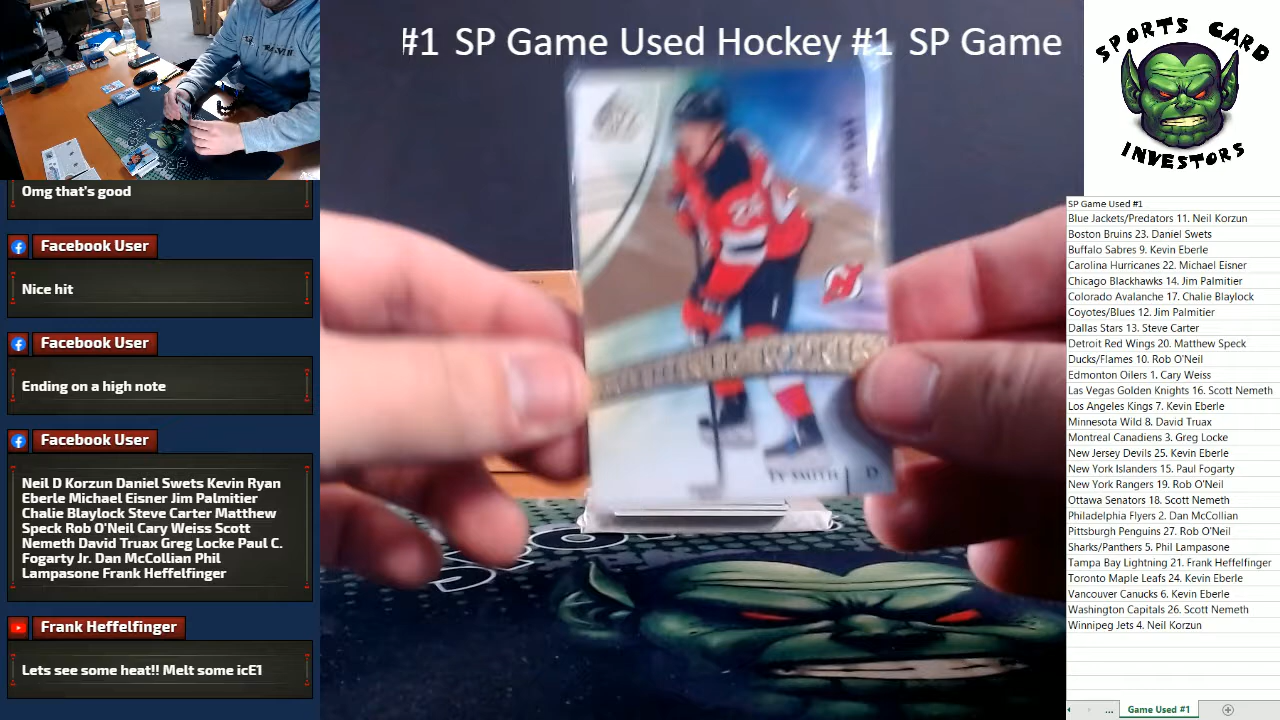 #1 SP Game Used Hockey #1 SP Game
SPORTS CARD
INVESTORS
Omg that's good
Facebook User
Nice hit
Facebook User
Ending on a high note
Facebook User
Neil D Korzun Daniel Swets Kevin Ryan
Eberle Michael Eisner Jim Palmitier
Chalie Blaylock Steve Carter Matthew
Speck Rob O'Neil Cary Weiss Scott
Nemeth David Truax Greg Locke Paul C.
Fogarty Jr. Dan McCollian Phil
Lampasone Frank Heffelfinger
Frank Heffelfinger
Lets see some heat!! Melt some icE1
24
TY SMITH D
SP Game Used #1
Blue Jackets/Predators 11. Neil Korzun
Boston Bruins 23. Daniel Swets
Buffalo Sabres 9. Kevin Eberle
Carolina Hurricanes 22. Michael Eisner
Chicago Blackhawks 14. Jim Palmitier
Colorado Avalanche 17. Chalie Blaylock
Coyotes/Blues 12. Jim Palmitier
Dallas Stars 13. Steve Carter
Detroit Red Wings 20. Matthew Speck
Ducks/Flames 10. Rob O'Neil
Edmonton Oilers 1. Cary Weiss
Las Vegas Golden Knights 16. Scott Nemeth
Los Angeles Kings 7. Kevin Eberle
Minnesota Wild 8. David Truax
Montreal Canadiens 3. Greg Locke
New Jersey Devils 25. Kevin Eberle
New York Islanders 15. Paul Fogarty
New York Rangers 19. Rob O'Neil
Ottawa Senators 18. Scott Nemeth
Philadelphia Flyers 2. Dan McCollian
Pittsburgh Penguins 27. Rob O'Neil
Sharks/Panthers 5. Phil Lampasone
Tampa Bay Lightning 21. Frank Heffelfinger
Toronto Maple Leafs 24. Kevin Eberle
Vancouver Canucks 6. Kevin Eberle
Washington Capitals 26. Scott Nemeth
Winnipeg Jets 4. Neil Korzun
... Game Used #1